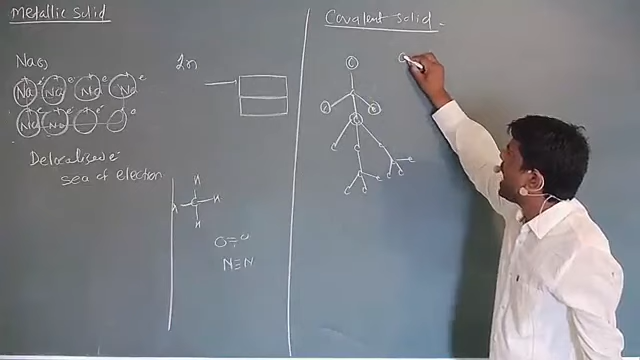 Metallic Solid
Na(s)
Na e Na e Na e Na e
Na Na
Delocalised e-
sea of electron
Zn
H
H C H
H
O=O
N≡N
Covalent Solid
C
C C
C
C C C
C C C C C C